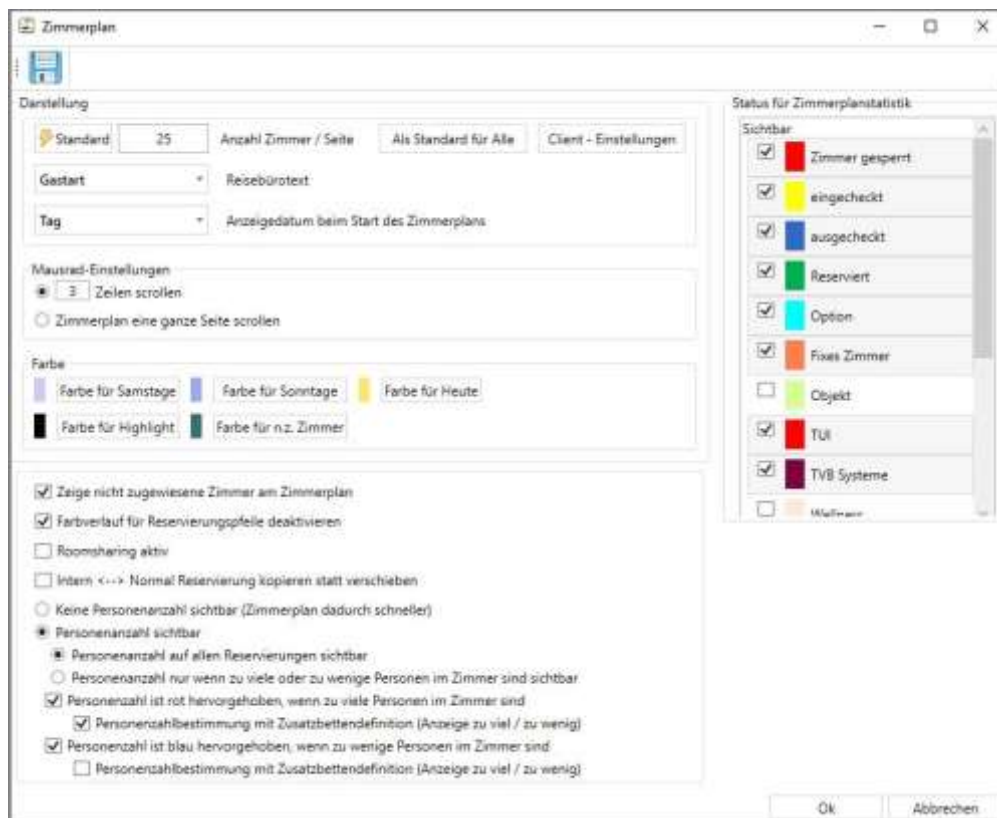 Zimmerplan
Darstellung
Standard 25 Anzahl Zimmer / Seite Als Standard für Alle Client - Einstellungen
Gastart Reisebürotext
Tag Anzeigedatum beim Start des Zimmerplans
Mausrad-Einstellungen
3 Zeilen scrollen
Zimmerplan eine ganze Seite scrollen
Farbe
Farbe für Samstage Farbe für Sonntage Farbe für Heute
Farbe für Highlight Farbe für n.z. Zimmer
Zeige nicht zugewiesene Zimmer am Zimmerplan
Farbverlauf für Reservierungspfeile deaktivieren
Roomsharing aktiv
Intern <--> Normal Reservierung kopieren statt verschieben
Keine Personenanzahl sichtbar (Zimmerplan dadurch schneller)
Personenanzahl sichtbar
Personenanzahl auf allen Reservierungen sichtbar
Personenanzahl nur wenn zu viele oder zu wenige Personen im Zimmer sind sichtbar
Personenzahl ist rot hervorgehoben, wenn zu viele Personen im Zimmer sind
Personenzahlbestimmung mit Zusatzbettendefinition (Anzeige zu viel / zu wenig)
Personenzahl ist blau hervorgehoben, wenn zu wenige Personen im Zimmer sind
Personenzahlbestimmung mit Zusatzbettendefinition (Anzeige zu viel / zu wenig)
Status für Zimmerplanstatistik
Sichtbar
Zimmer gesperrt
eingecheckt
ausgecheckt
Reserviert
Option
Fixes Zimmer
Objekt
TUI
TVB Systeme
Wellness
Ok Abbrechen